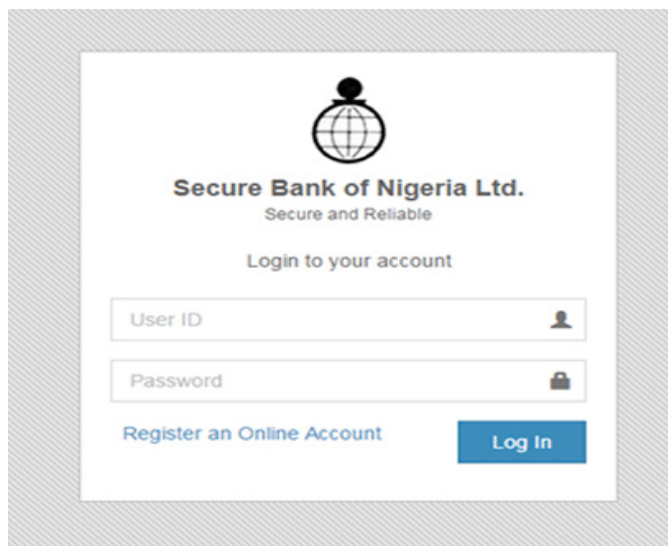 Secure Bank of Nigeria Ltd.
Secure and Reliable
Login to your account
User ID
Password
Register an Online Account
Log In